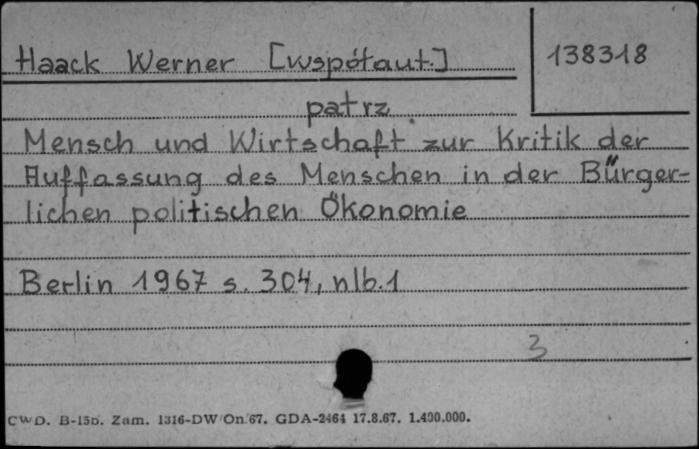 Haack Werner [wspótaut.] 138318
patrz
Mensch und Wirtschaft zur Kritik der
Auffassung des Menschen in der Bürger-
lichen politischen Ökonomie
Berlin 1967 s. 304, nlb. 1
3
CWD. B-15b. Zam. 1316-DW/On/67. GDA-2464 17.8.67. 1.400.000.